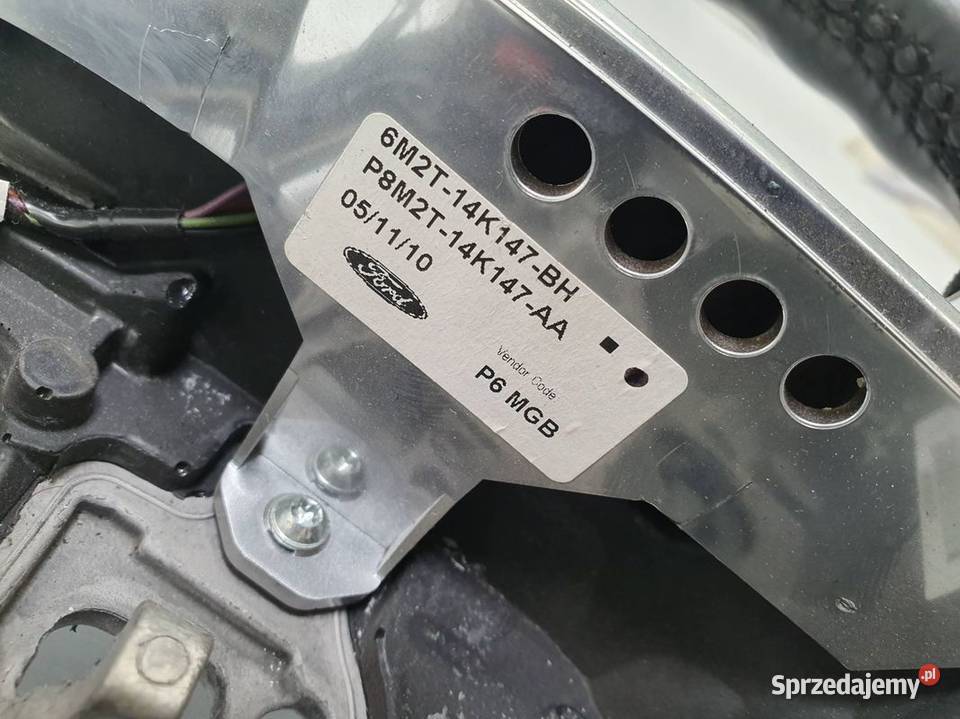 6M2T-14K147-BH
P8M2T-14K147-AA
05/11/10
Ford
Vendor Code
P6 MGB
Sprzedajemy.pl